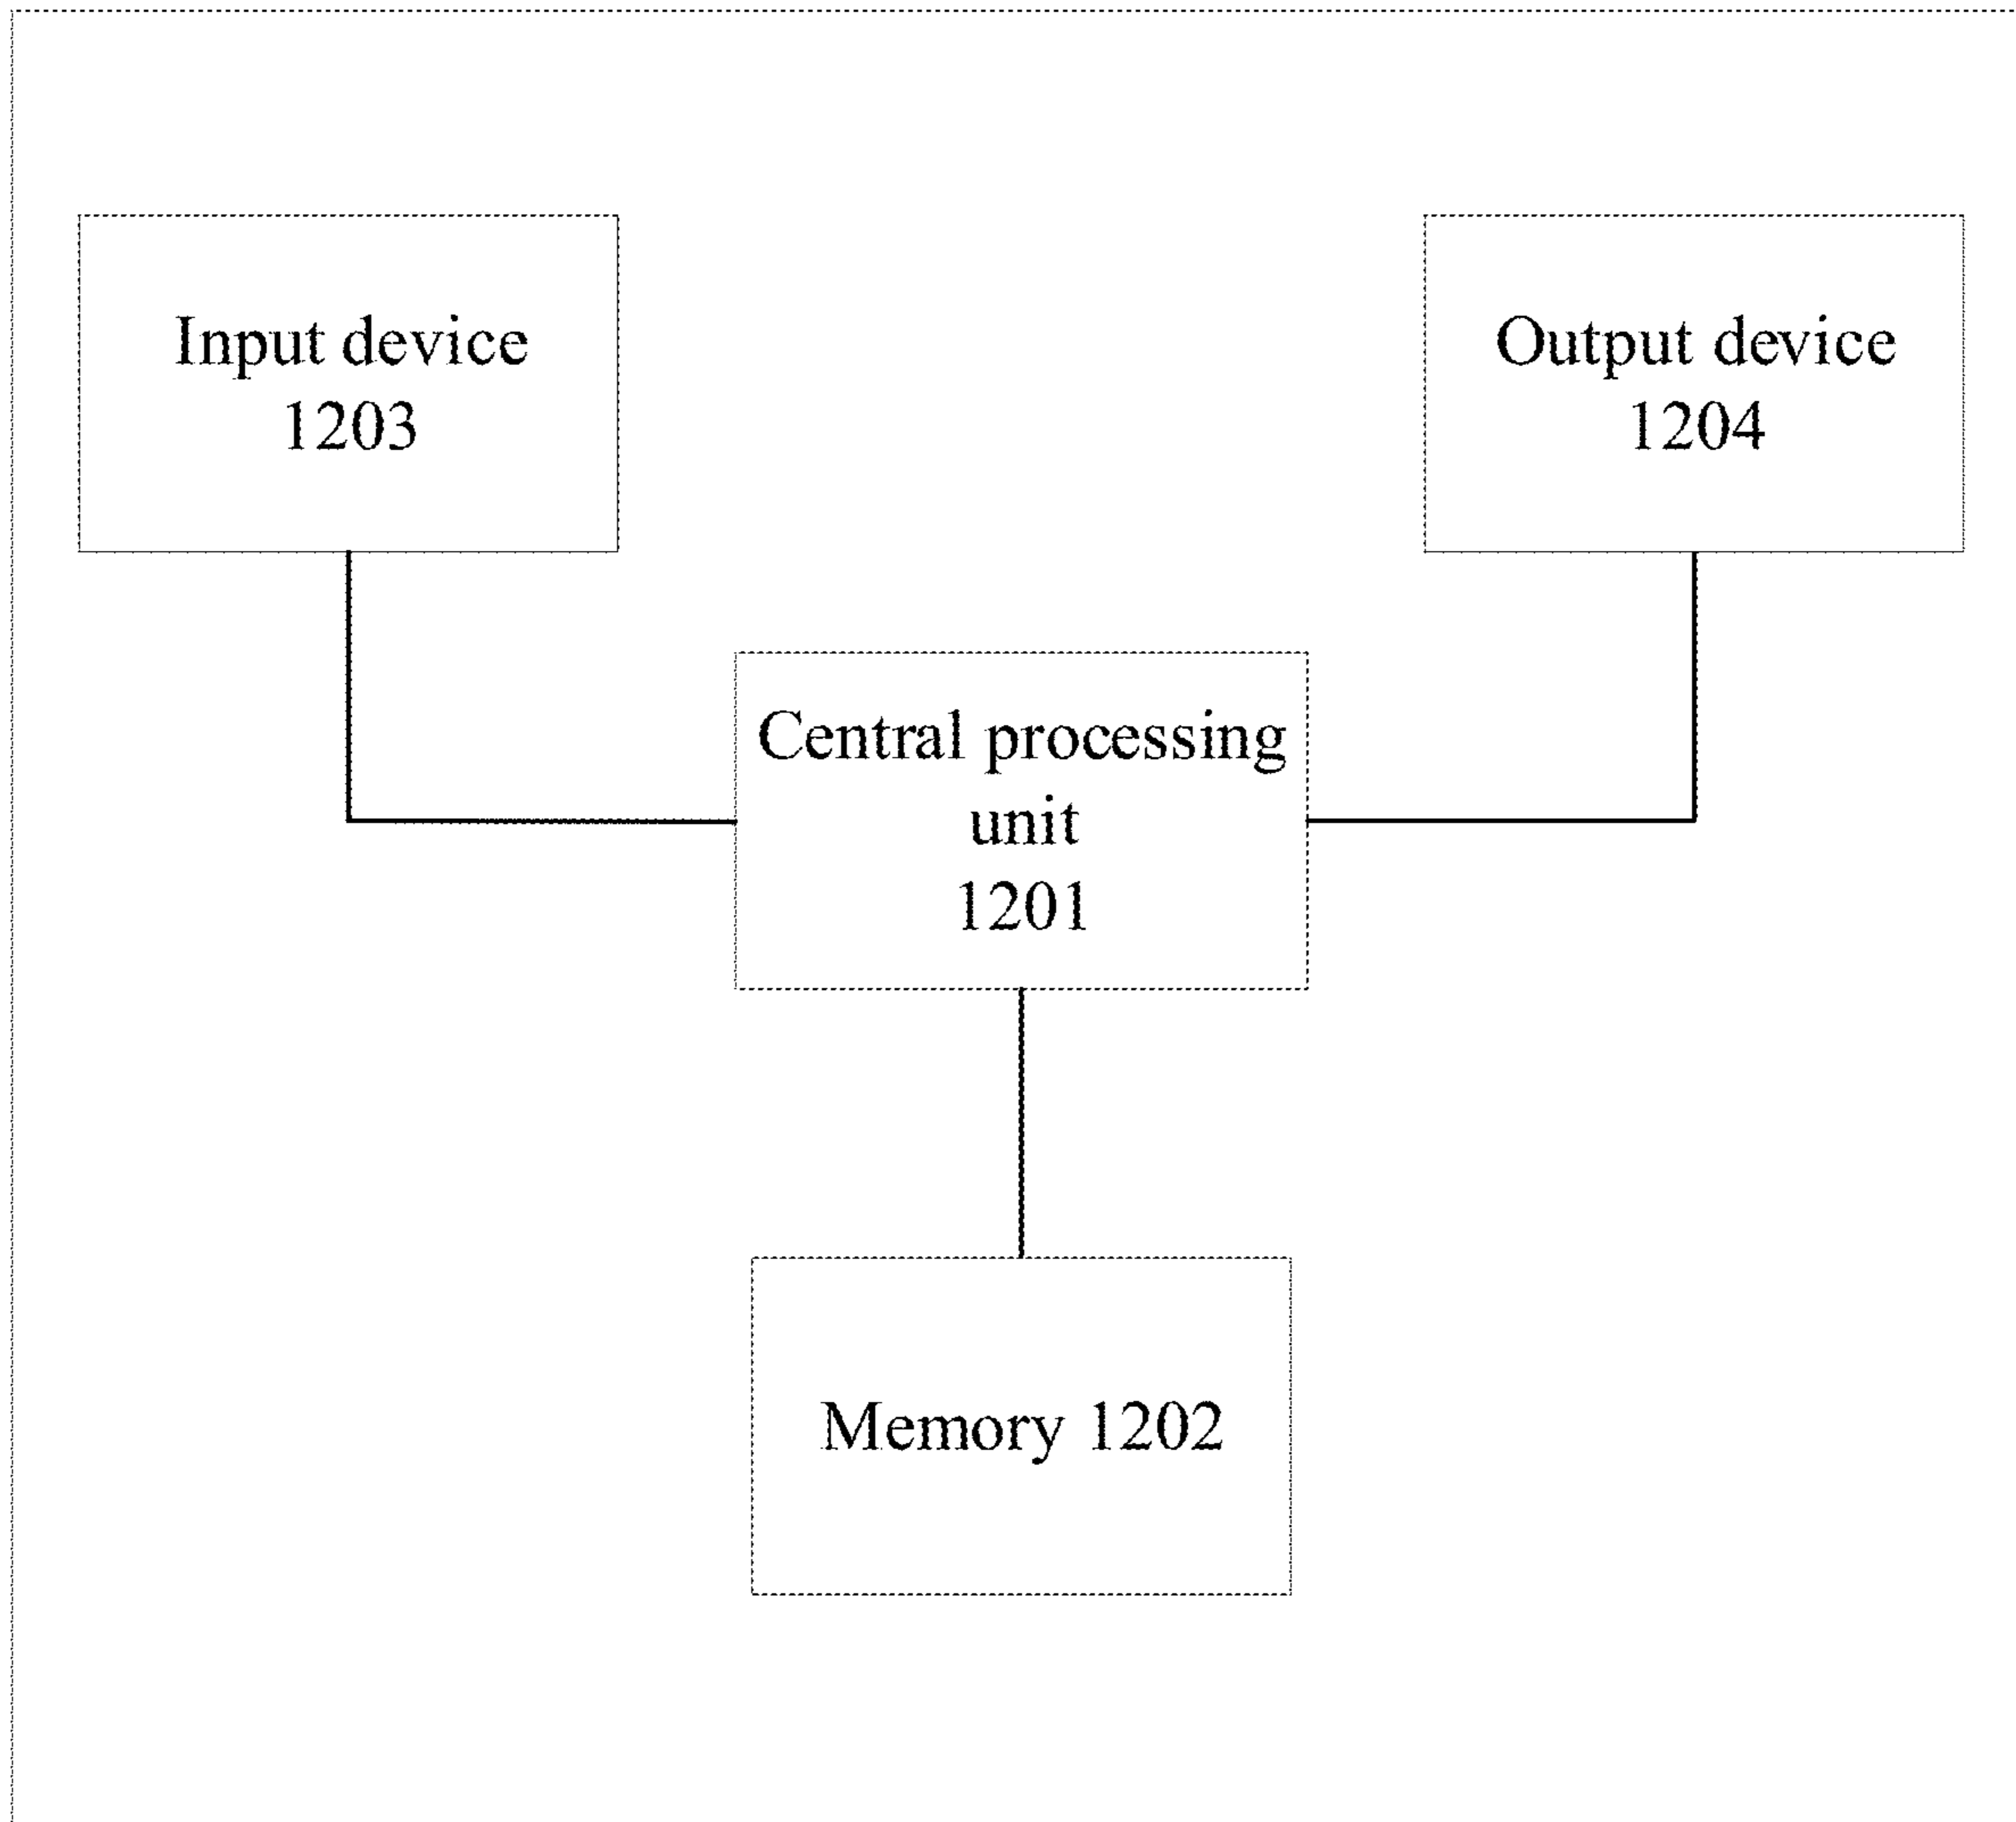 Input device
1203
Output device
1204
Central processing
unit
1201
Memory 1202